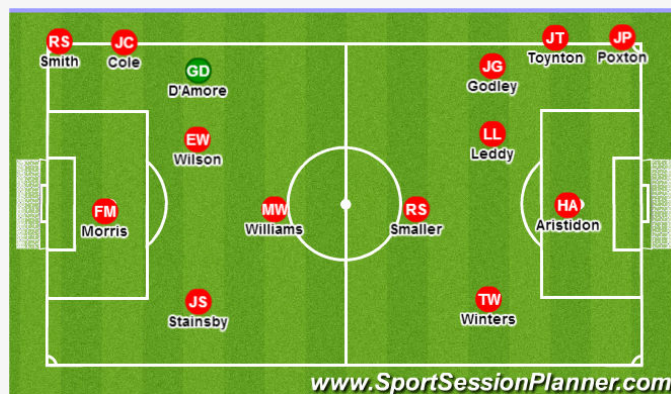 RS
Smith
JC
Cole
GD
D'Amore
EW
Wilson
FM
Morris
MW
Williams
JS
Stainsby
JT
Toynton
JP
Poxton
JG
Godley
LL
Leddy
RS
Smaller
HA
Aristidon
TW
Winters
www.SportSessionPlanner.com